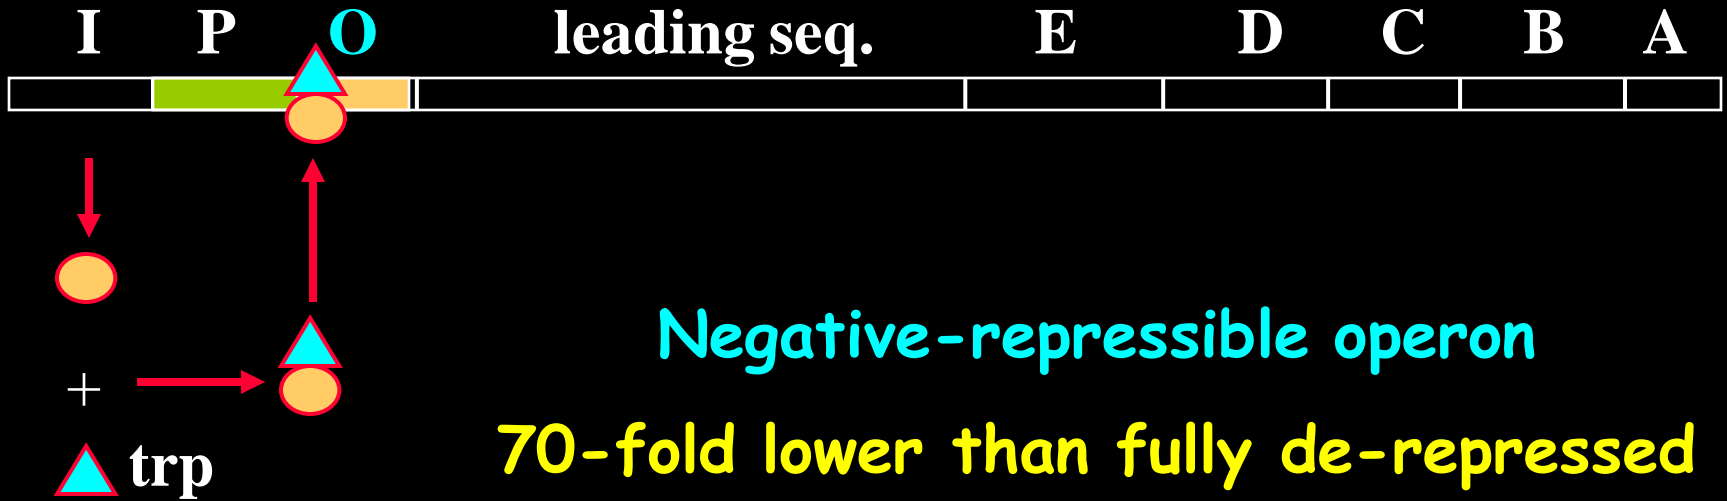 I P O leading seq. E D C B A
Negative-repressible operon
+
70-fold lower than fully de-repressed
trp